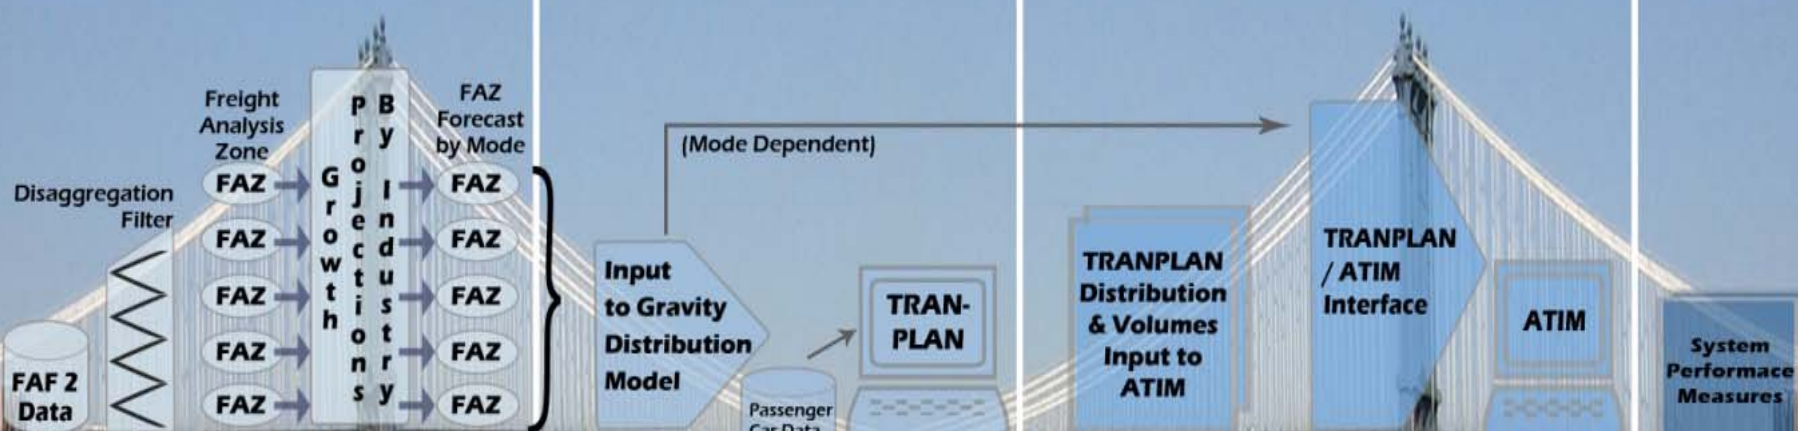 FAF 2
Data
Disaggregation
Filter
Freight
Analysis
Zone
FAZ
FAZ
FAZ
FAZ
FAZ
Growth
Projections
By Industry
FAZ
Forecast
by Mode
FAZ
FAZ
FAZ
FAZ
FAZ
Input
to Gravity
Distribution
Model
(Mode Dependent)
Passenger
Car Data
TRAN-
PLAN
TRANPLAN
Distribution
& Volumes
Input to
ATIM
TRANPLAN
/ ATIM
Interface
ATIM
System
Performace
Measures